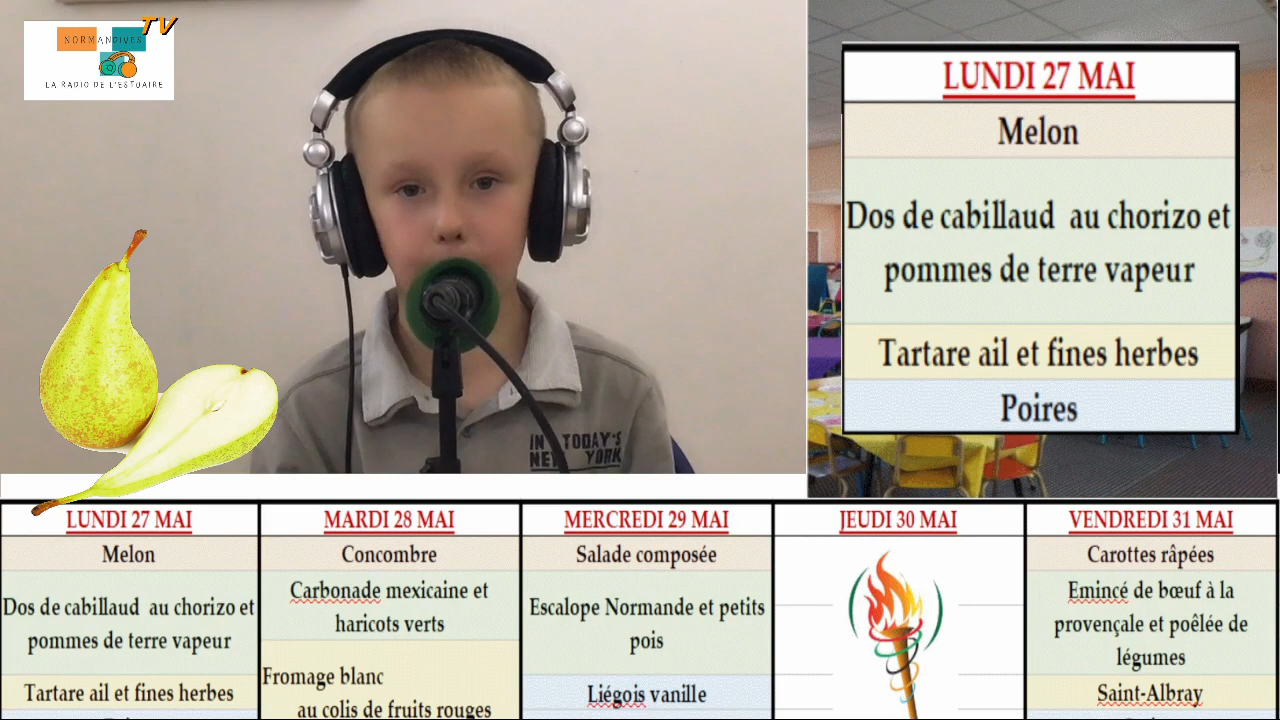 TV
NORMANDIVES
LA RADIO DE L'ESTUAIRE
IN TODAY'S
NEW YORK
LUNDI 27 MAI
Melon
Dos de cabillaud au chorizo et
pommes de terre vapeur
Tartare ail et fines herbes
Poires
LUNDI 27 MAI
Melon
Dos de cabillaud au chorizo et
pommes de terre vapeur
Tartare ail et fines herbes
MARDI 28 MAI
Concombre
Carbonade mexicaine et
haricots verts
Fromage blanc
au colis de fruits rouges
MERCREDI 29 MAI
Salade composée
Escalope Normande et petits
pois
Liégois vanille
JEUDI 30 MAI
VENDREDI 31 MAI
Carottes râpées
Emincé de bœuf à la
provençale et poêlée de
légumes
Saint-Albray